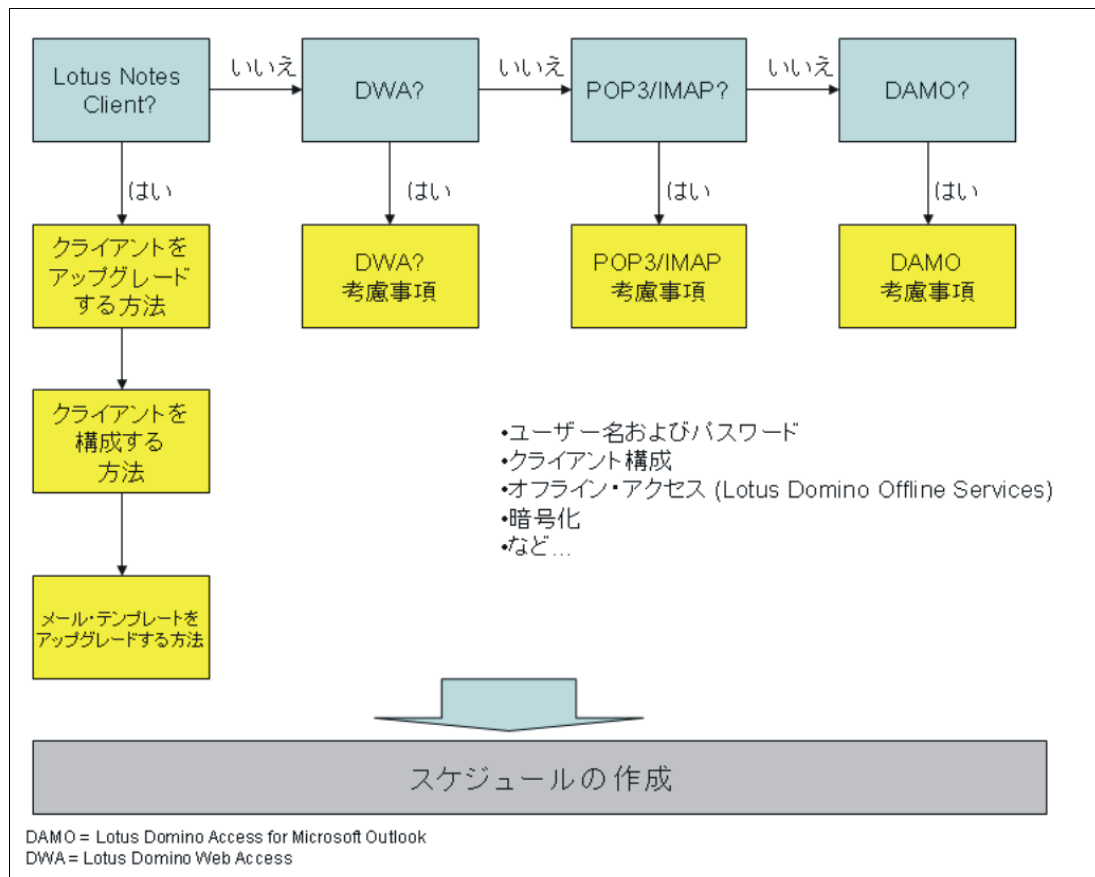 Lotus Notes
Client?
いいえ
DWA?
いいえ
POP3/IMAP?
いいえ
DAMO?
はい
はい
はい
はい
クライアントを
アップグレード
する方法
DWA?
考慮事項
POP3/IMAP
考慮事項
DAMO
考慮事項
クライアントを
構成する
方法
•ユーザー名およびパスワード
•クライアント構成
•オフライン・アクセス (Lotus Domino Offline Services)
•暗号化
•など...
メール・テンプレートを
アップグレードする方法
スケジュールの作成
DAMO = Lotus Domino Access for Microsoft Outlook
DWA = Lotus Domino Web Access